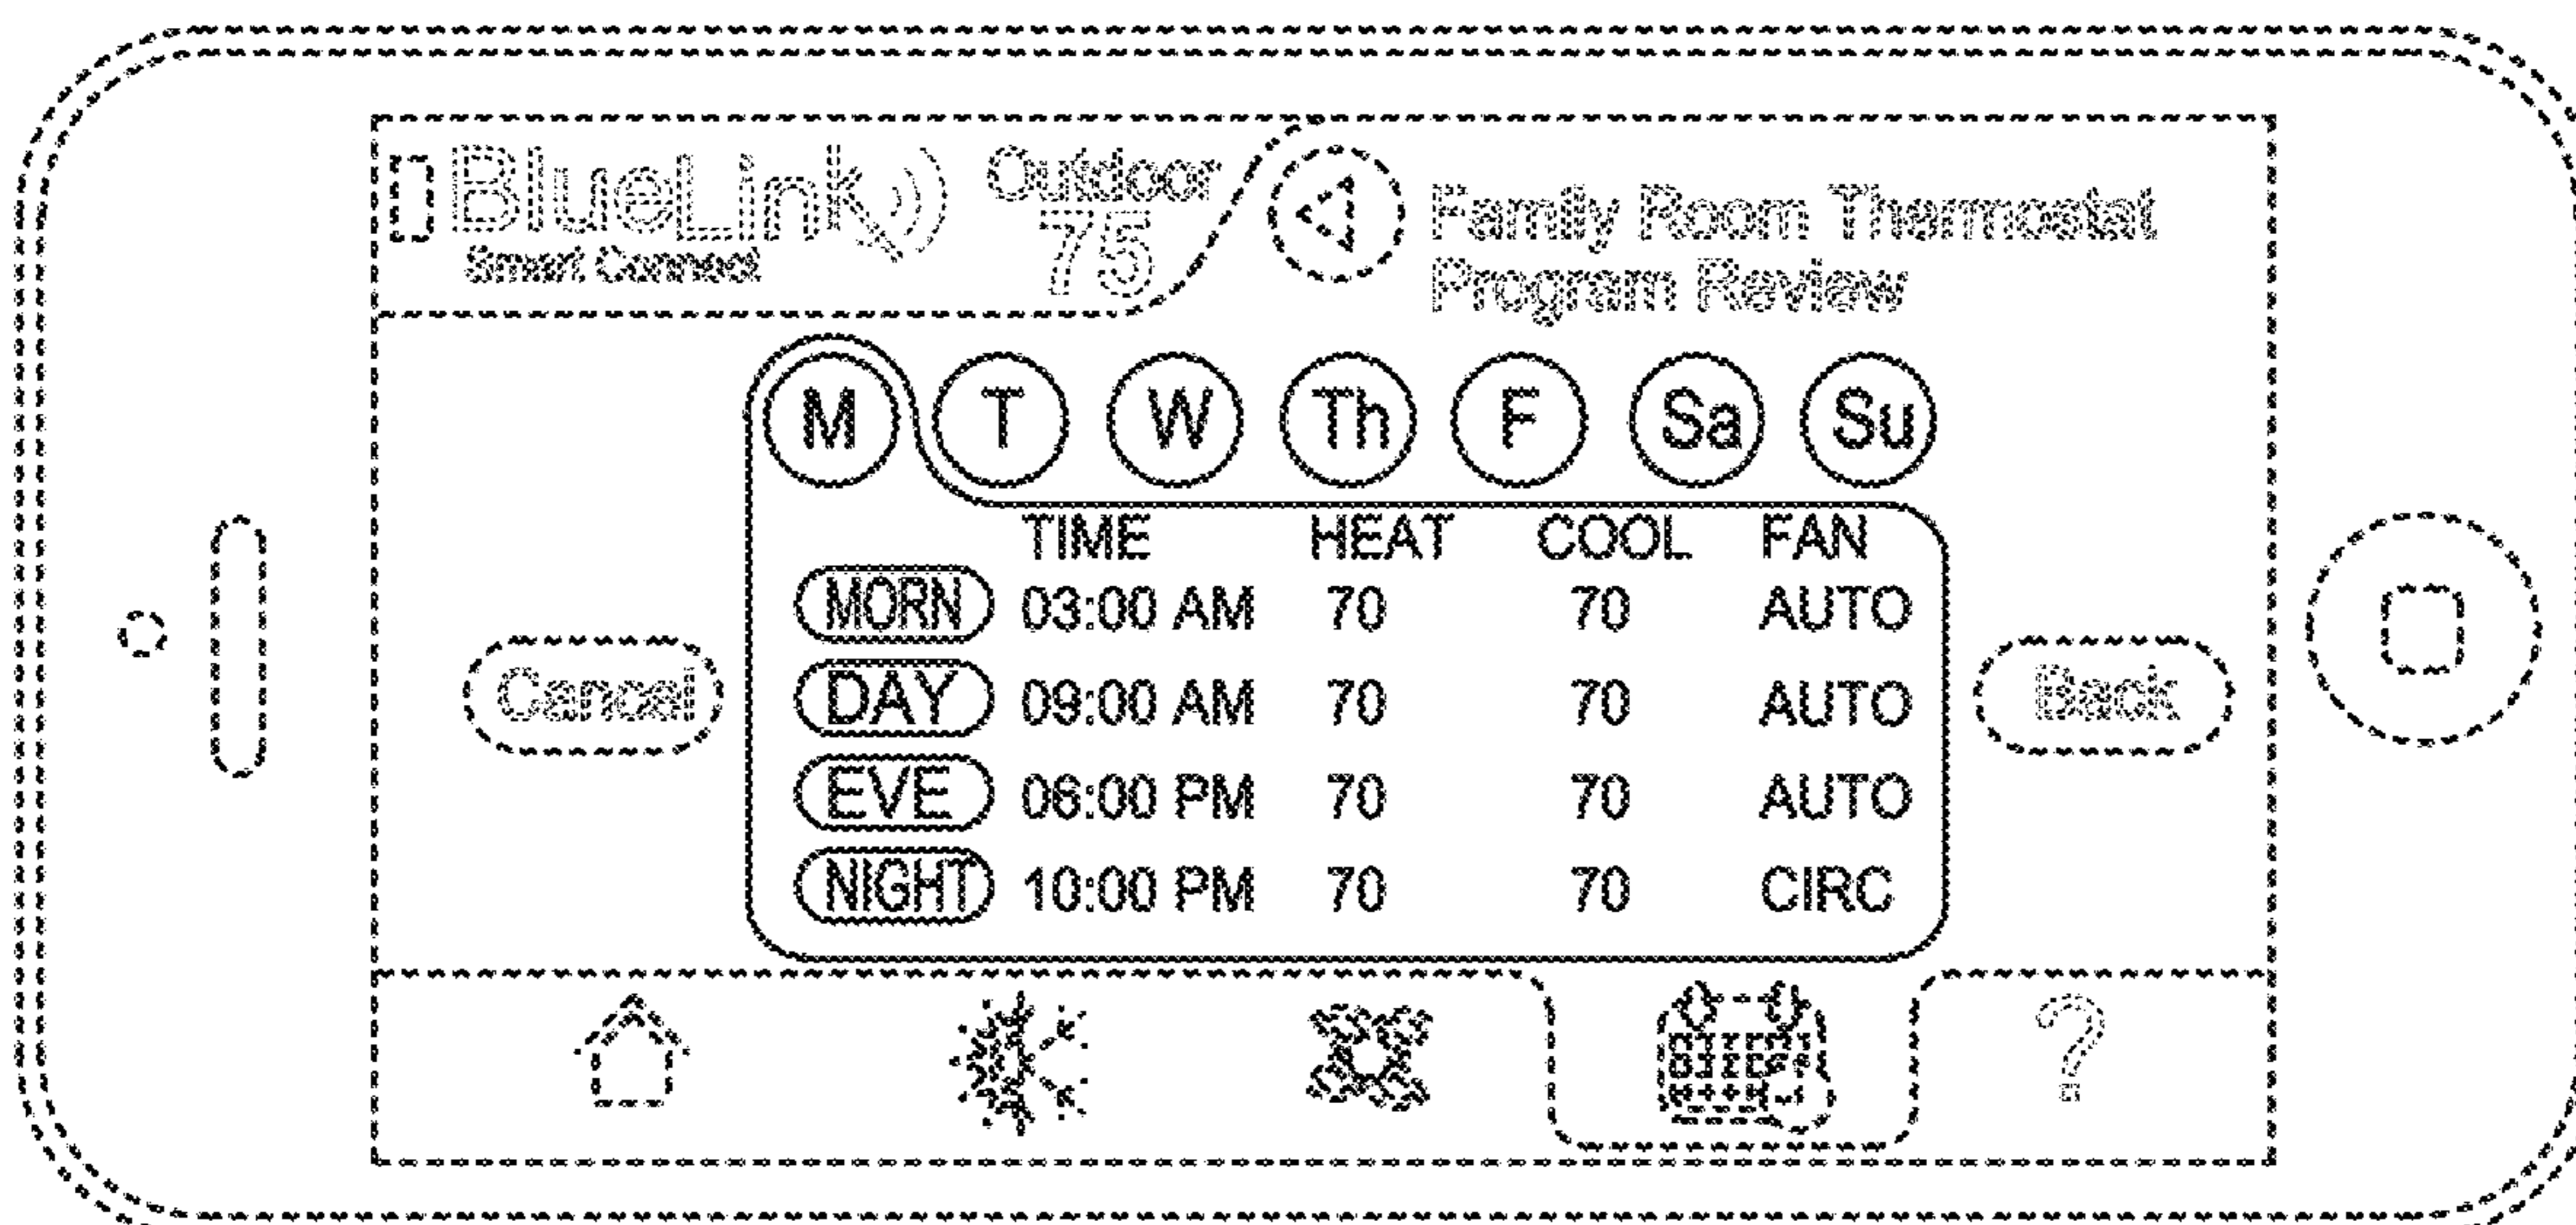 BlueLink
Smart Connect
Outdoor
75
Family Room Thermostat
Program Review
M T W Th F Sa Su
TIME HEAT COOL FAN
MORN 03:00 AM 70 70 AUTO
DAY 09:00 AM 70 70 AUTO
EVE 06:00 PM 70 70 AUTO
NIGHT 10:00 PM 70 70 CIRC
Cancel
Back
?